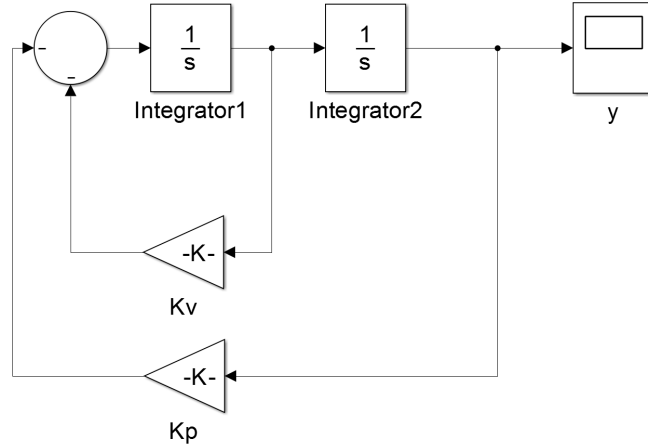 -
-
1
s
Integrator1
1
s
Integrator2
y
-K-
Kv
-K-
Kp